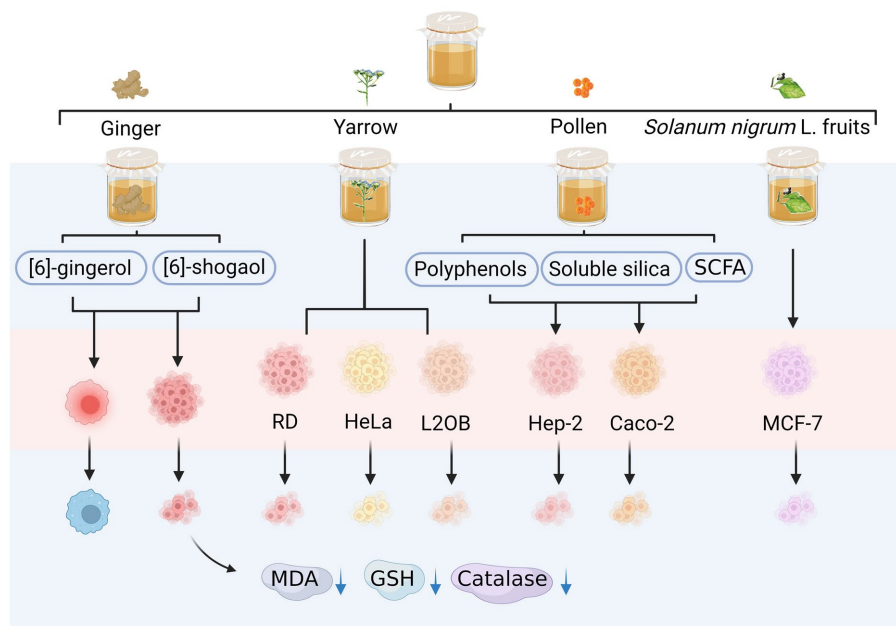 Ginger
Yarrow
Pollen
Solanum nigrum L. fruits
[6]-gingerol
[6]-shogaol
Polyphenols
Soluble silica
SCFA
RD
HeLa
L2OB
Hep-2
Caco-2
MCF-7
MDA
GSH
Catalase